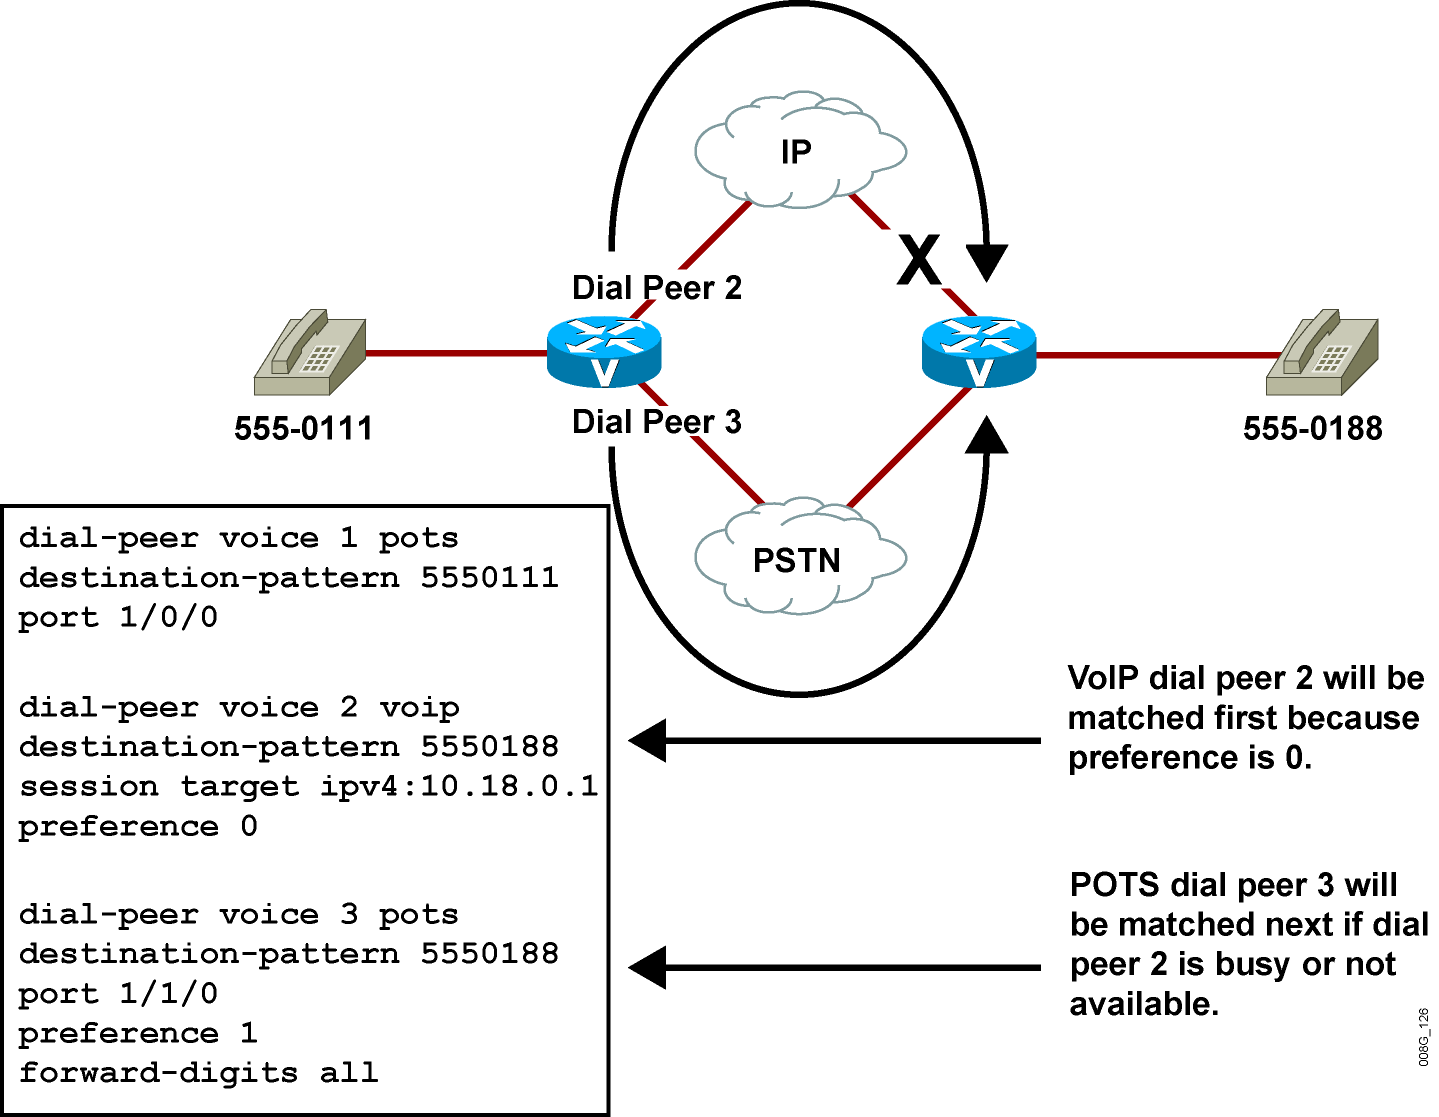 IP
X
Dial Peer 2
V
V
555-0111
Dial Peer 3
555-0188
PSTN
dial-peer voice 1 pots
destination-pattern 5550111
port 1/0/0
dial-peer voice 2 voip
destination-pattern 5550188
session target ipv4:10.18.0.1
preference 0
dial-peer voice 3 pots
destination-pattern 5550188
port 1/1/0
preference 1
forward-digits all
VoIP dial peer 2 will be
matched first because
preference is 0.
POTS dial peer 3 will
be matched next if dial
peer 2 is busy or not
available.
008G_126